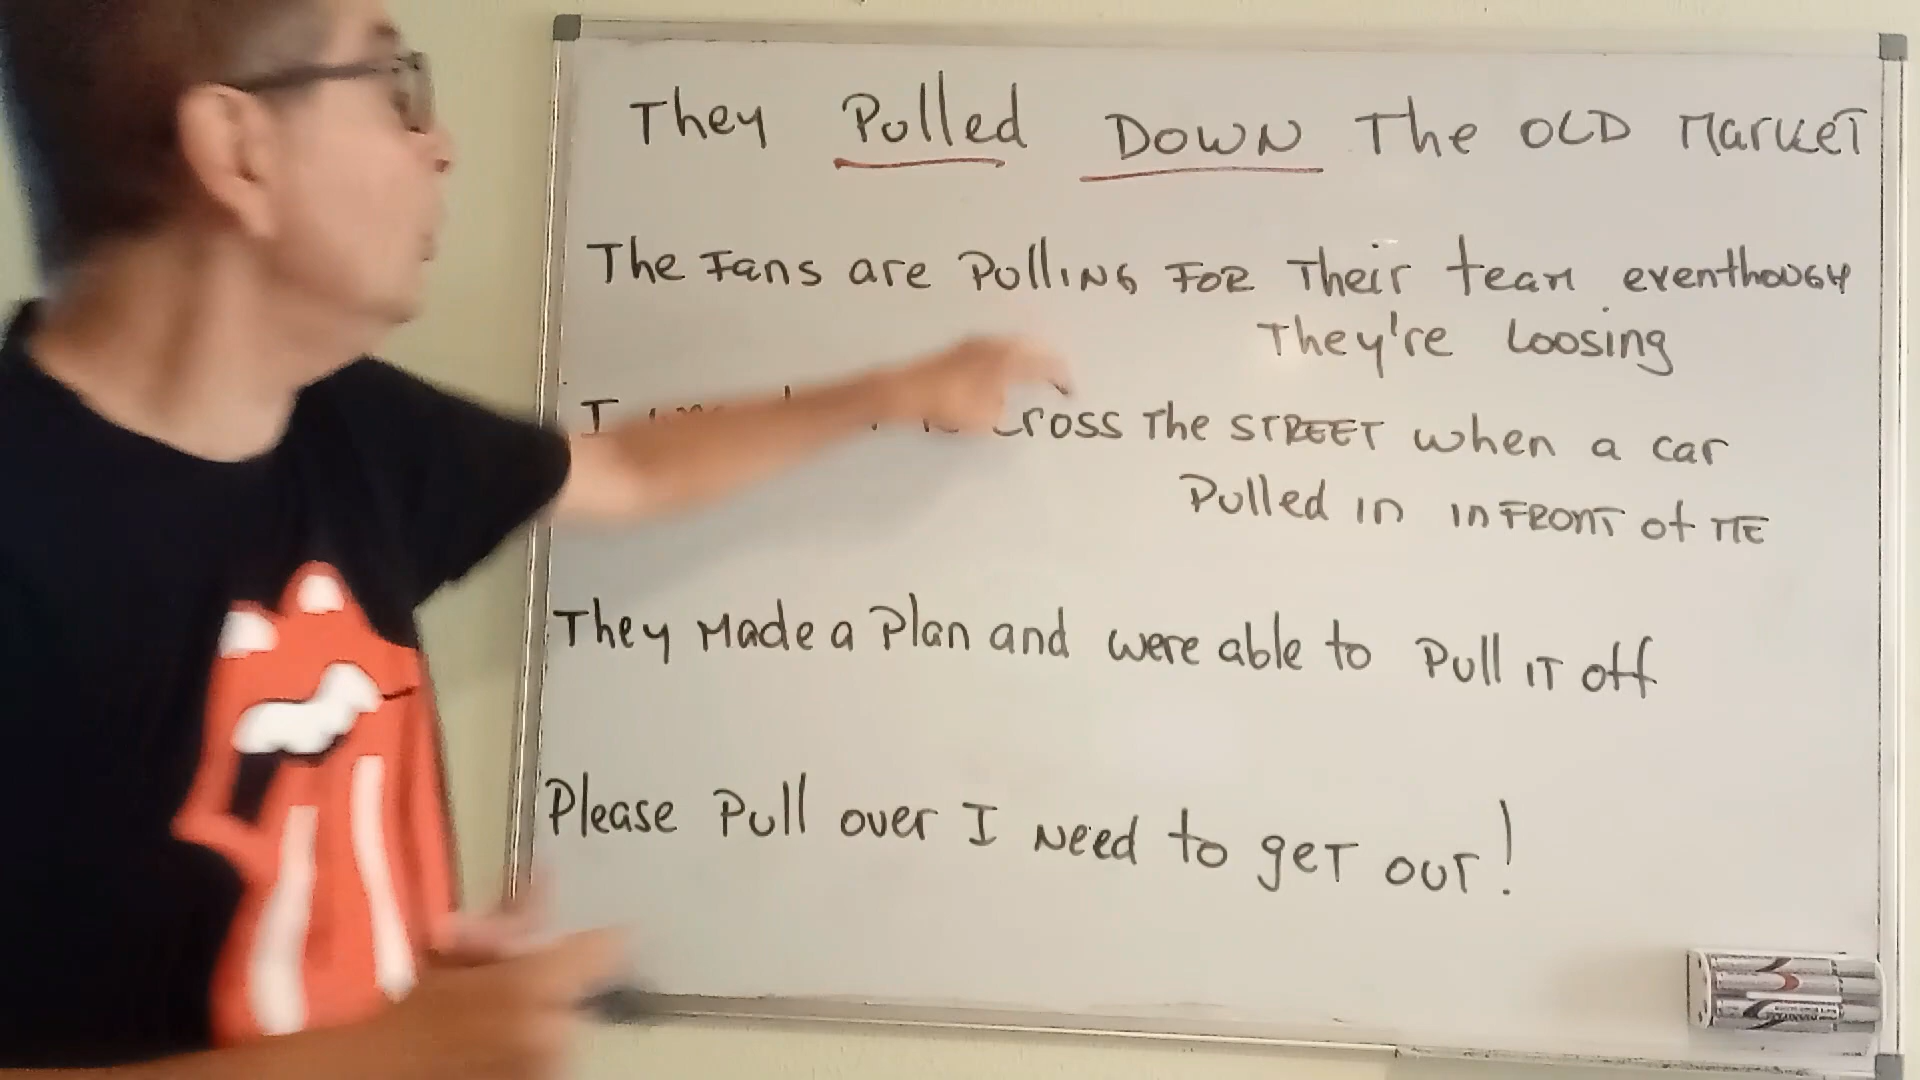 They Pulled DOWN The OLD Market
The Fans are PullING FOR Their team eventhough
They're Loosing
I cross The STREET when a car
Pulled in inFRONT of ME
They made a Plan and were able to Pull IT off
Please Pull over I Need to get out!